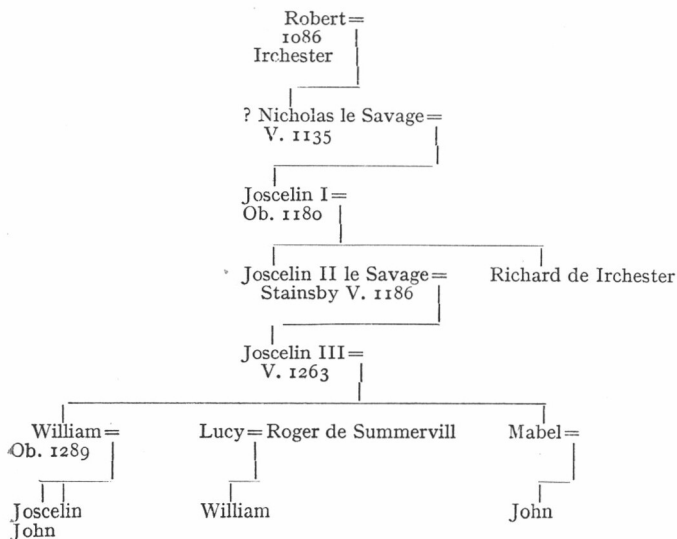 Robert=
1086
Irchester
? Nicholas le Savage=
V. 1135
Joscelin I=
Ob. 1180
Joscelin II le Savage= Richard de Irchester
Stainsby V. 1186
Joscelin III=
V. 1263
William= Lucy=Roger de Summervill Mabel=
Ob. 1289
Joscelin William John
John